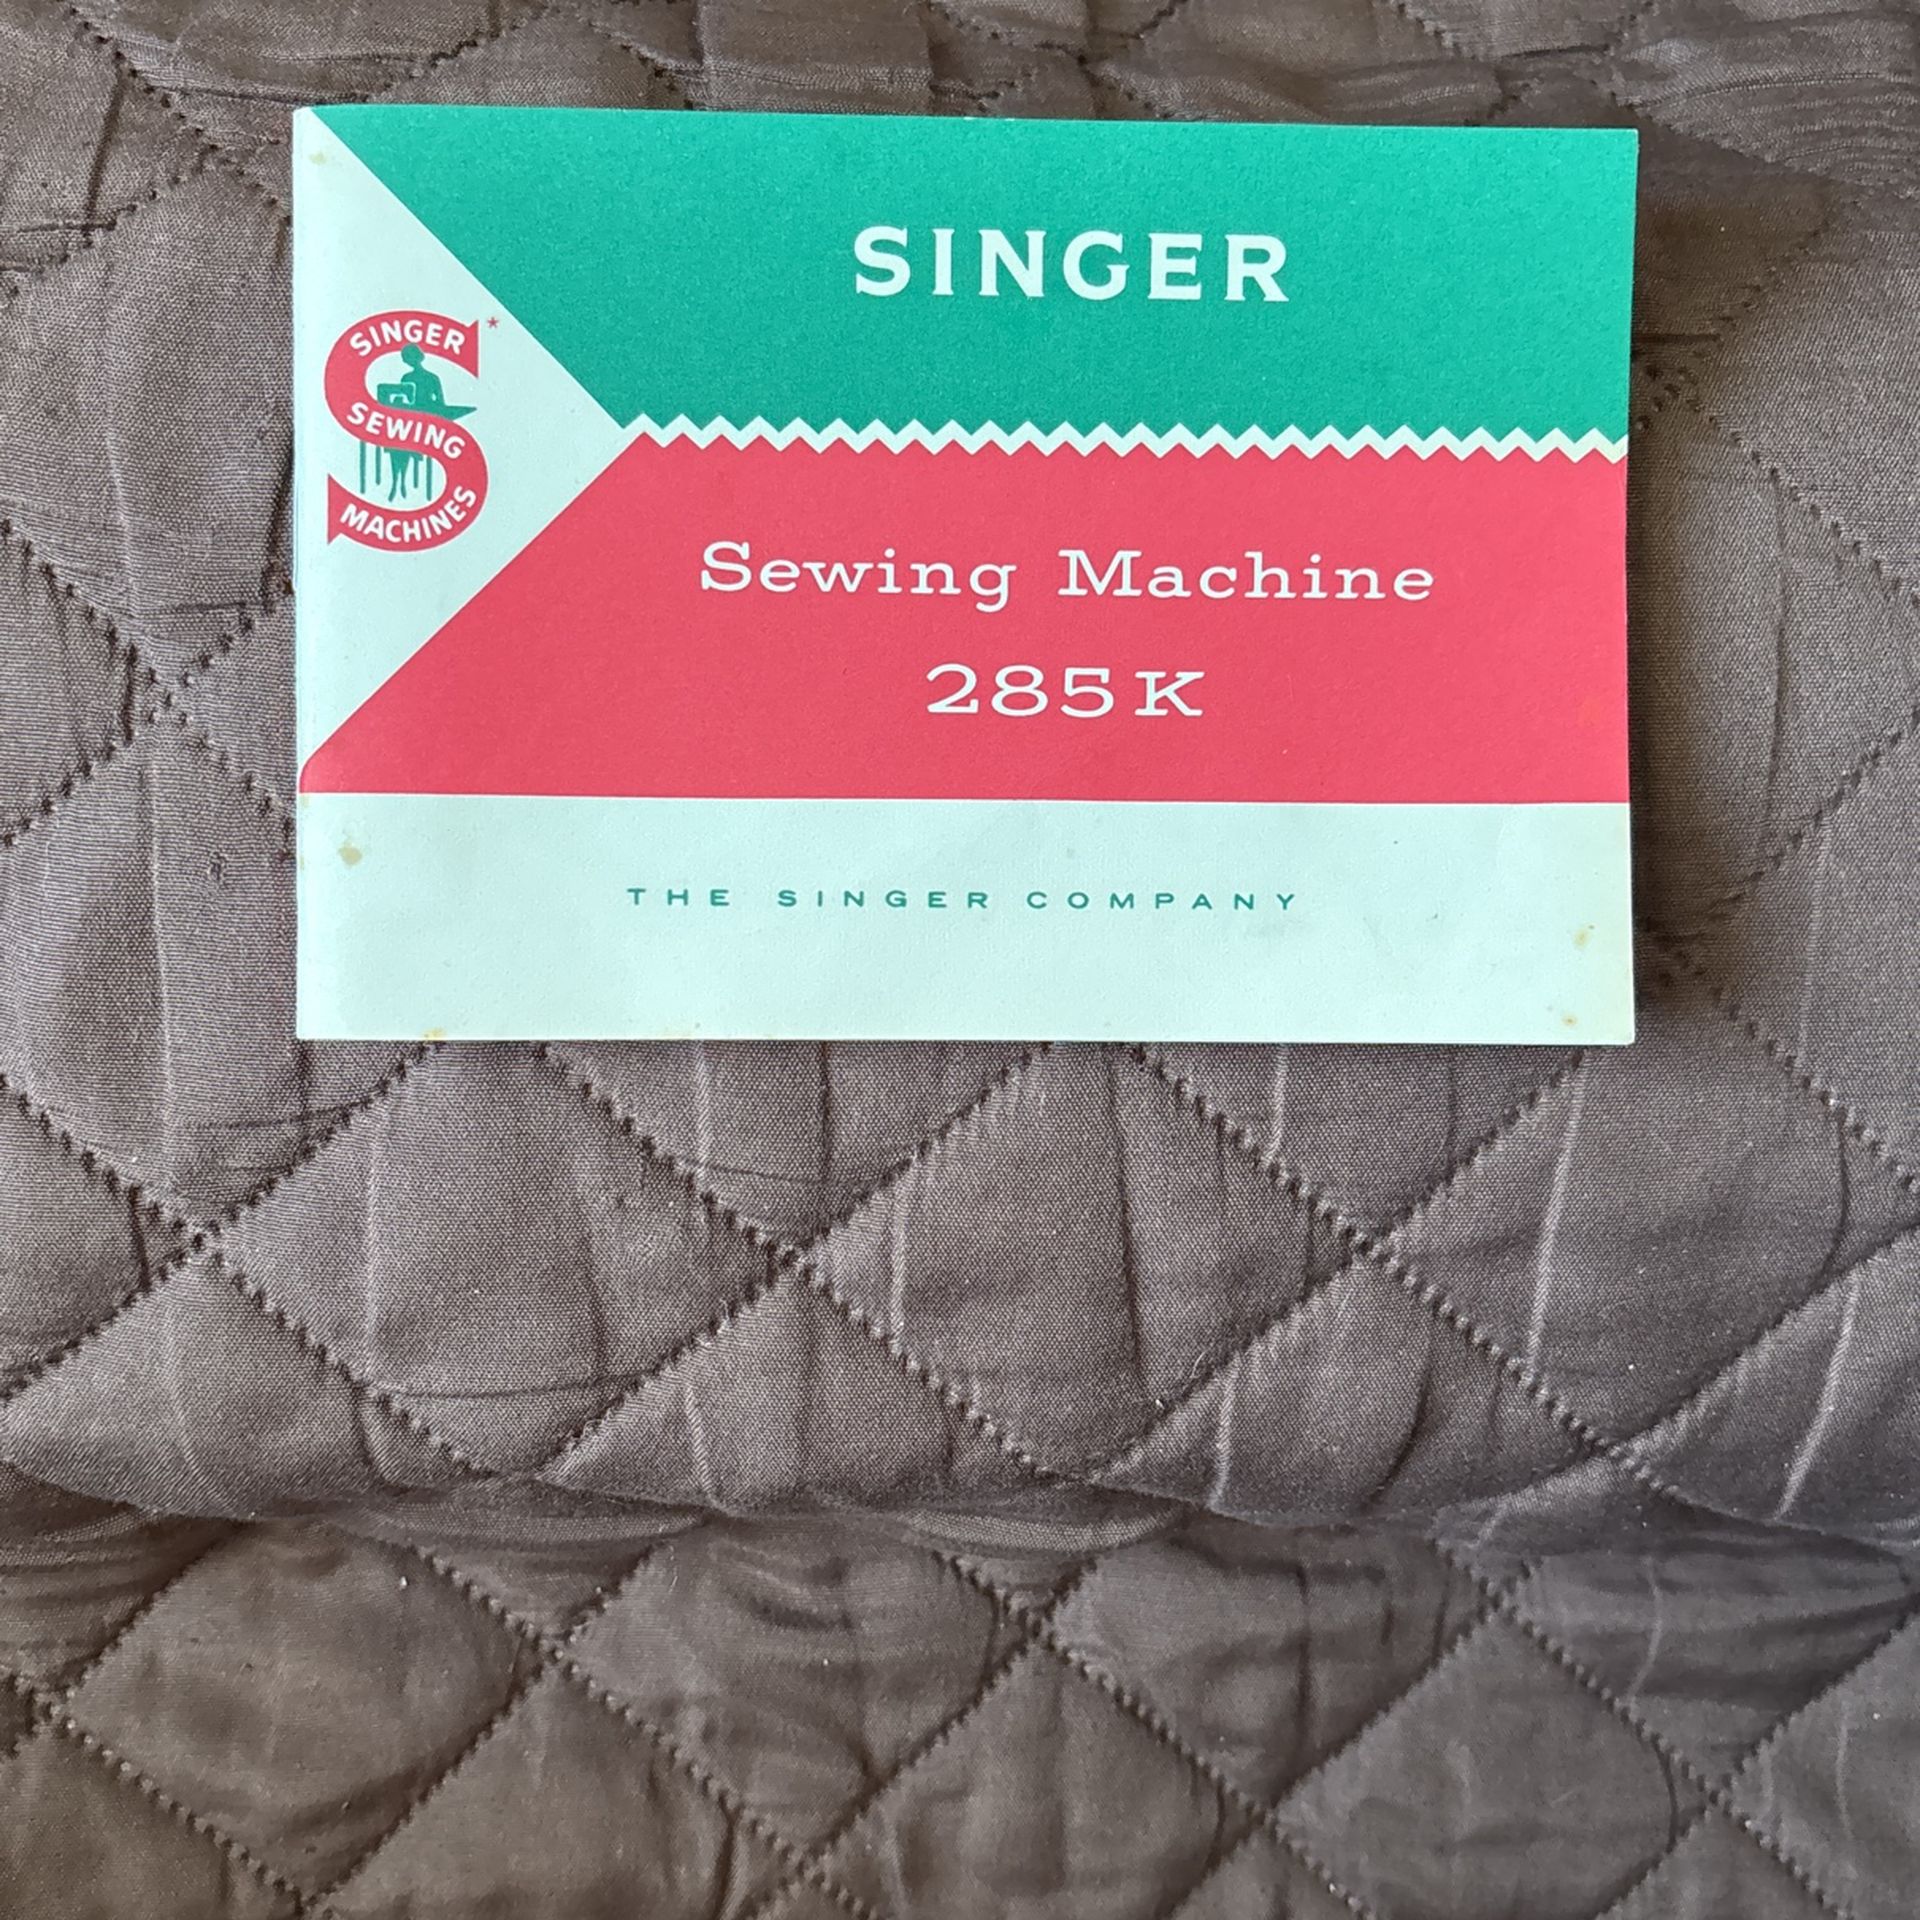 SINGER
SINGER*
SEWING
MACHINES
Sewing Machine
285K
THE SINGER COMPANY